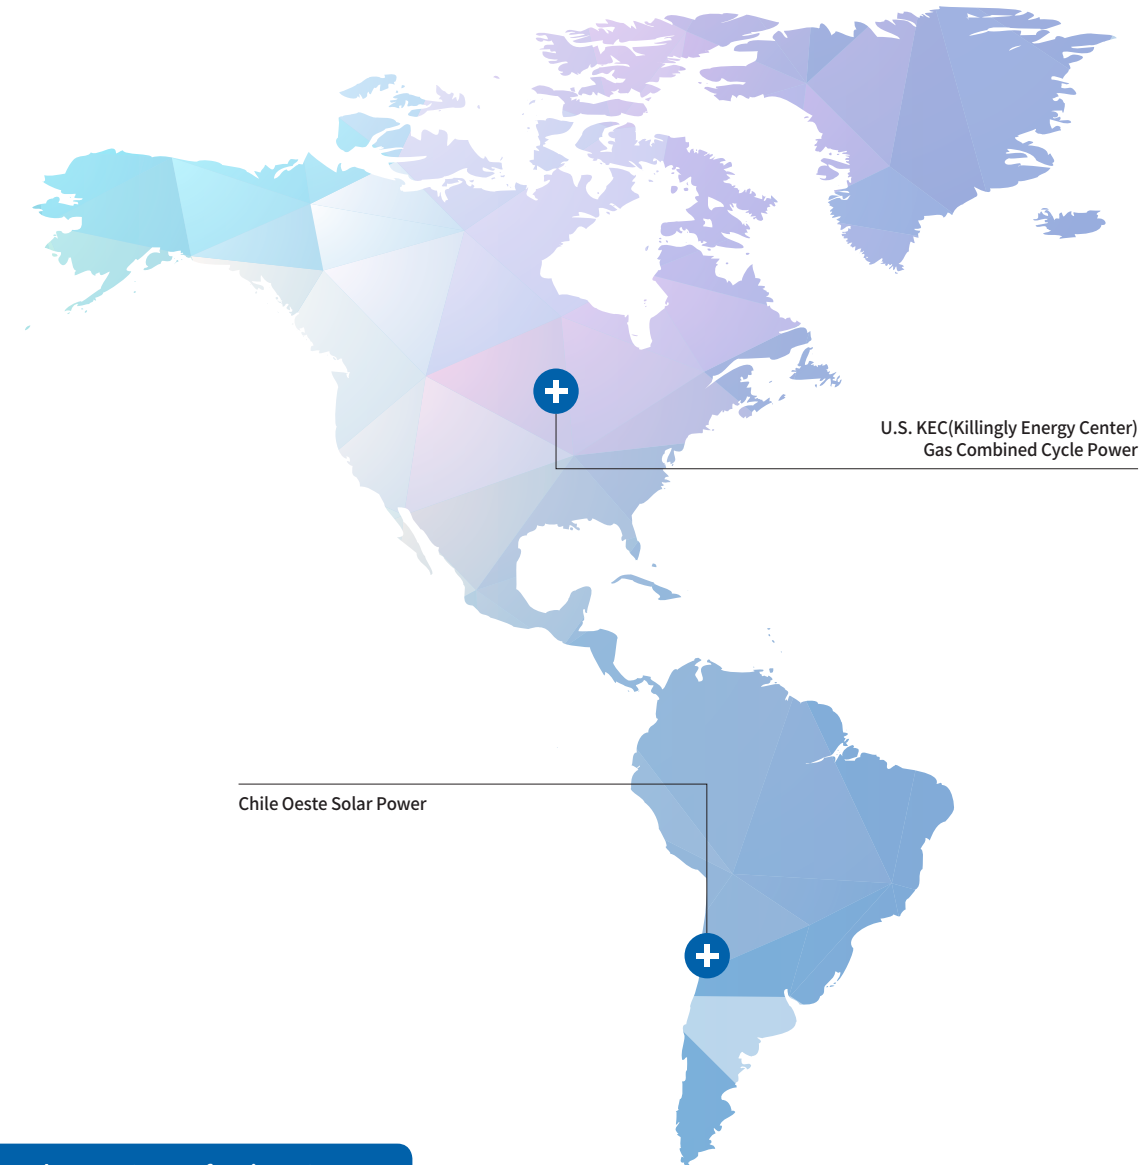 U.S. KEC(Killingly Energy Center)
Gas Combined Cycle Power
Chile Oeste Solar Power